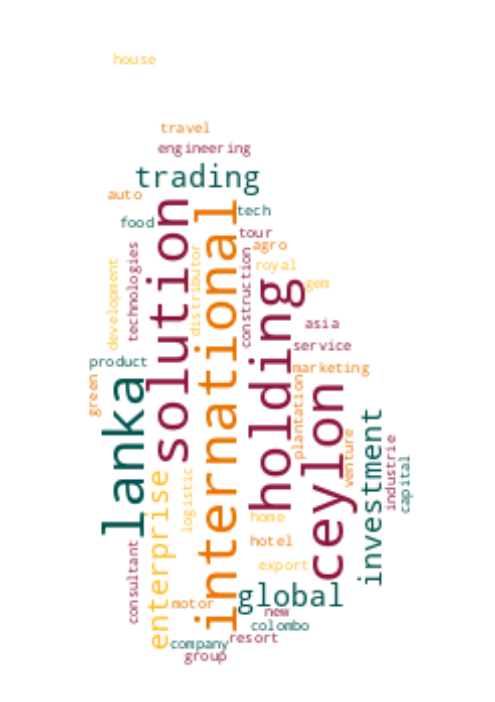 house
travel
engineering
trading
auto
food
tech
solution
international
tour
agro
technologies
development
distributor
construction
royal
gem
holding
asia
service
product
marketing
green
lanka
plantation
ceylon
venture
investment
industrie
capital
enterprise
logistic
home
hotel
export
consultant
motor
global
new
colombo
resort
company
group